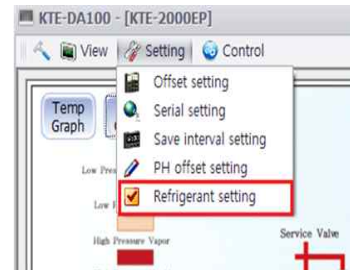 KTE-DA100 - [KTE-2000EP]
View Setting Control
Offset setting
Serial setting
Save interval setting
PH offset setting
Refrigerant setting
Temp
Graph
Low Pres
Low
High Pressure Vapor
Service Valve